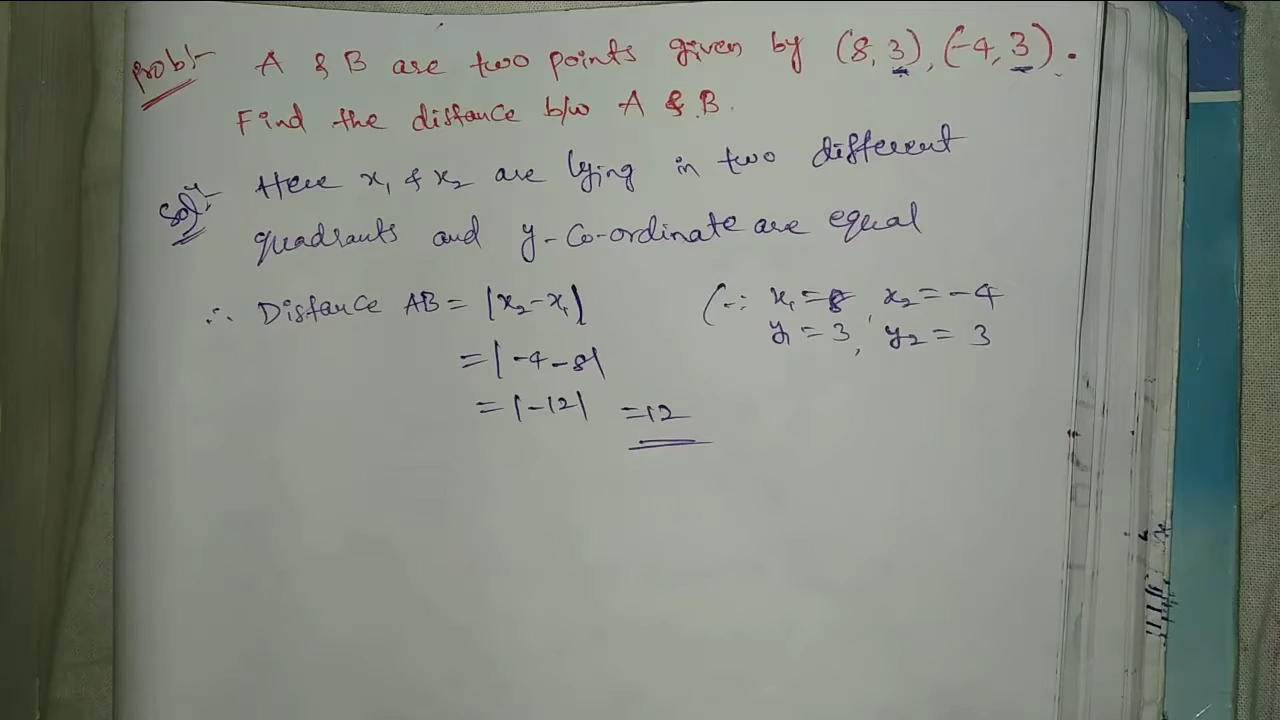 Prob:- A & B are two points given by (8, 3), (-4, 3).
Find the distance b/w A & B.
Sol:- Here x₁ & x₂ are lying in two different
quadrants and y-Co-ordinate are equal
∴ Distance AB = |x₂ - x₁| (∵ x₁ = 8, x₂ = -4
= |-4 - 8| y₁ = 3, y₂ = 3
= |-12| = 12